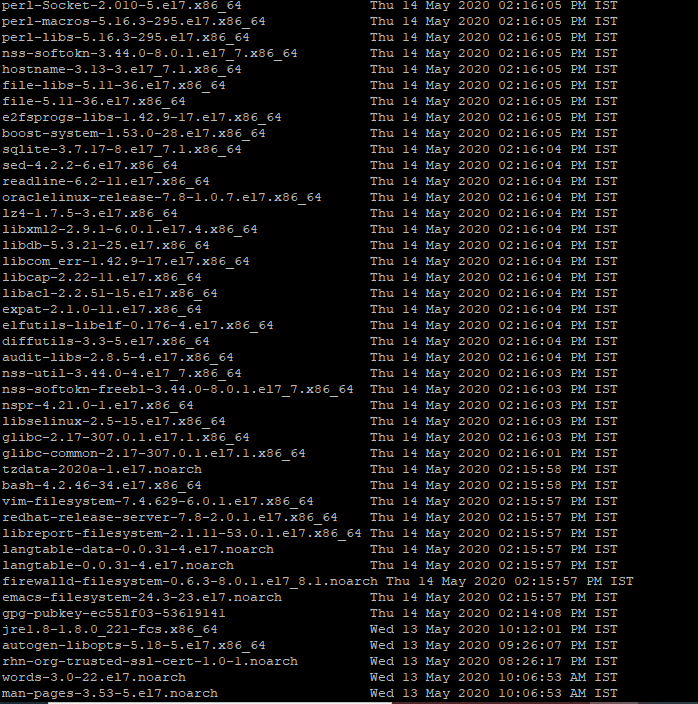 perl-Socket-2.010-5.el7.x86_64 Thu 14 May 2020 02:16:05 PM IST
perl-macros-5.16.3-295.el7.x86_64 Thu 14 May 2020 02:16:05 PM IST
perl-libs-5.16.3-295.el7.x86_64 Thu 14 May 2020 02:16:05 PM IST
nss-softokn-3.44.0-8.0.1.el7_7.x86_64 Thu 14 May 2020 02:16:05 PM IST
hostname-3.13-3.el7_7.1.x86_64 Thu 14 May 2020 02:16:05 PM IST
file-libs-5.11-36.el7.x86_64 Thu 14 May 2020 02:16:05 PM IST
file-5.11-36.el7.x86_64 Thu 14 May 2020 02:16:05 PM IST
e2fsprogs-libs-1.42.9-17.el7.x86_64 Thu 14 May 2020 02:16:05 PM IST
boost-system-1.53.0-28.el7.x86_64 Thu 14 May 2020 02:16:05 PM IST
sqlite-3.7.17-8.el7_7.1.x86_64 Thu 14 May 2020 02:16:04 PM IST
sed-4.2.2-6.el7.x86_64 Thu 14 May 2020 02:16:04 PM IST
readline-6.2-11.el7.x86_64 Thu 14 May 2020 02:16:04 PM IST
oraclelinux-release-7.8-1.0.7.el7.x86_64 Thu 14 May 2020 02:16:04 PM IST
lz4-1.7.5-3.el7.x86_64 Thu 14 May 2020 02:16:04 PM IST
libxml2-2.9.1-6.0.1.el7.4.x86_64 Thu 14 May 2020 02:16:04 PM IST
libdb-5.3.21-25.el7.x86_64 Thu 14 May 2020 02:16:04 PM IST
libcom_err-1.42.9-17.el7.x86_64 Thu 14 May 2020 02:16:04 PM IST
libcap-2.22-11.el7.x86_64 Thu 14 May 2020 02:16:04 PM IST
libacl-2.2.51-15.el7.x86_64 Thu 14 May 2020 02:16:04 PM IST
expat-2.1.0-11.el7.x86_64 Thu 14 May 2020 02:16:04 PM IST
elfutils-libelf-0.176-4.el7.x86_64 Thu 14 May 2020 02:16:04 PM IST
diffutils-3.3-5.el7.x86_64 Thu 14 May 2020 02:16:04 PM IST
audit-libs-2.8.5-4.el7.x86_64 Thu 14 May 2020 02:16:04 PM IST
nss-util-3.44.0-4.el7_7.x86_64 Thu 14 May 2020 02:16:03 PM IST
nss-softokn-freebl-3.44.0-8.0.1.el7_7.x86_64 Thu 14 May 2020 02:16:03 PM IST
nspr-4.21.0-1.el7.x86_64 Thu 14 May 2020 02:16:03 PM IST
libselinux-2.5-15.el7.x86_64 Thu 14 May 2020 02:16:03 PM IST
glibc-2.17-307.0.1.el7.1.x86_64 Thu 14 May 2020 02:16:03 PM IST
glibc-common-2.17-307.0.1.el7.1.x86_64 Thu 14 May 2020 02:16:01 PM IST
tzdata-2020a-1.el7.noarch Thu 14 May 2020 02:15:58 PM IST
bash-4.2.46-34.el7.x86_64 Thu 14 May 2020 02:15:58 PM IST
vim-filesystem-7.4.629-6.0.1.el7.x86_64 Thu 14 May 2020 02:15:57 PM IST
redhat-release-server-7.8-2.0.1.el7.x86_64 Thu 14 May 2020 02:15:57 PM IST
libreport-filesystem-2.1.11-53.0.1.el7.x86_64 Thu 14 May 2020 02:15:57 PM IST
langtable-data-0.0.31-4.el7.noarch Thu 14 May 2020 02:15:57 PM IST
langtable-0.0.31-4.el7.noarch Thu 14 May 2020 02:15:57 PM IST
firewalld-filesystem-0.6.3-8.0.1.el7_8.1.noarch Thu 14 May 2020 02:15:57 PM IST
emacs-filesystem-24.3-23.el7.noarch Thu 14 May 2020 02:15:57 PM IST
gpg-pubkey-ec551f03-53619141 Thu 14 May 2020 02:14:08 PM IST
jre1.8-1.8.0_221-fcs.x86_64 Wed 13 May 2020 10:12:01 PM IST
autogen-libopts-5.18-5.el7.x86_64 Wed 13 May 2020 09:26:07 PM IST
rhn-org-trusted-ssl-cert-1.0-1.noarch Wed 13 May 2020 08:26:17 PM IST
words-3.0-22.el7.noarch Wed 13 May 2020 10:06:53 AM IST
man-pages-3.53-5.el7.noarch Wed 13 May 2020 10:06:53 AM IST